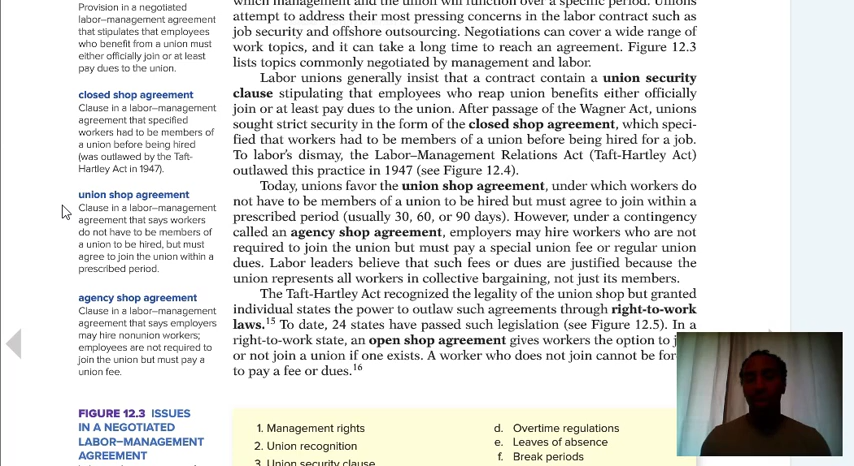 Provision in a negotiated
labor–management agreement
that stipulates that employees
who benefit from a union must
either officially join or at least
pay dues to the union.
closed shop agreement
Clause in a labor–management
agreement that specified
workers had to be members of
a union before being hired
(was outlawed by the Taft-
Hartley Act in 1947).
union shop agreement
Clause in a labor–management
agreement that says workers
do not have to be members of
a union to be hired, but must
agree to join the union within a
prescribed period.
agency shop agreement
Clause in a labor–management
agreement that says employers
may hire nonunion workers;
employees are not required to
join the union but must pay a
union fee.
which management and the union will function over a specific period. Unions
attempt to address their most pressing concerns in the labor contract such as
job security and offshore outsourcing. Negotiations can cover a wide range of
work topics, and it can take a long time to reach an agreement. Figure 12.3
lists topics commonly negotiated by management and labor.
Labor unions generally insist that a contract contain a union security
clause stipulating that employees who reap union benefits either officially
join or at least pay dues to the union. After passage of the Wagner Act, unions
sought strict security in the form of the closed shop agreement, which speci-
fied that workers had to be members of a union before being hired for a job.
To labor's dismay, the Labor–Management Relations Act (Taft-Hartley Act)
outlawed this practice in 1947 (see Figure 12.4).
Today, unions favor the union shop agreement, under which workers do
not have to be members of a union to be hired but must agree to join within a
prescribed period (usually 30, 60, or 90 days). However, under a contingency
called an agency shop agreement, employers may hire workers who are not
required to join the union but must pay a special union fee or regular union
dues. Labor leaders believe that such fees or dues are justified because the
union represents all workers in collective bargaining, not just its members.
The Taft-Hartley Act recognized the legality of the union shop but granted
individual states the power to outlaw such agreements through right-to-work
laws.15 To date, 24 states have passed such legislation (see Figure 12.5). In a
right-to-work state, an open shop agreement gives workers the option to
or not join a union if one exists. A worker who does not join cannot be for
to pay a fee or dues.16
FIGURE 12.3 ISSUES
IN A NEGOTIATED
LABOR–MANAGEMENT
AGREEMENT
1. Management rights
2. Union recognition
3. Union security clause
d. Overtime regulations
e. Leaves of absence
f. Break periods